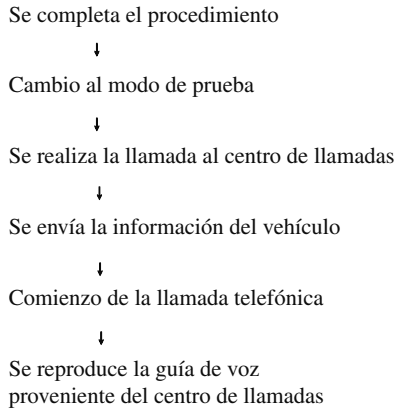 Se completa el procedimiento
Cambio al modo de prueba
Se realiza la llamada al centro de llamadas
Se envía la información del vehículo
Comienzo de la llamada telefónica
Se reproduce la guía de voz
proveniente del centro de llamadas